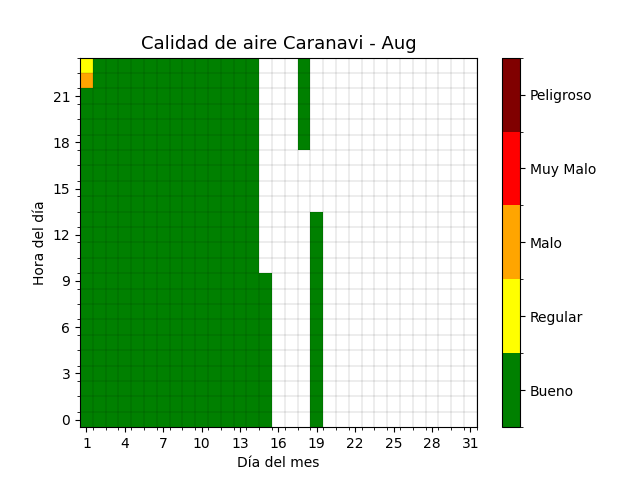 Calidad de aire Caranavi - Aug
Hora del día
21
18
15
12
9
6
3
0
1 4 7 10 13 16 19 22 25 28 31
Día del mes
Peligroso
Muy Malo
Malo
Regular
Bueno